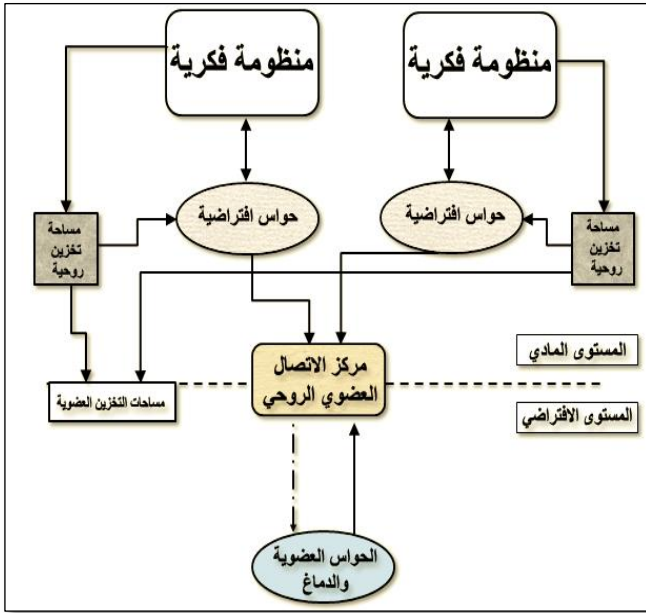 منظومة فكرية
منظومة فكرية
حواس افتراضية
حواس افتراضية
مساحة
تخزين
روحية
مساحة
تخزين
روحية
مركز الاتصال
العضوي الروحي
المستوى المادي
مساحات التخزين العضوية
المستوى الافتراضي
الحواس العضوية
والدماغ